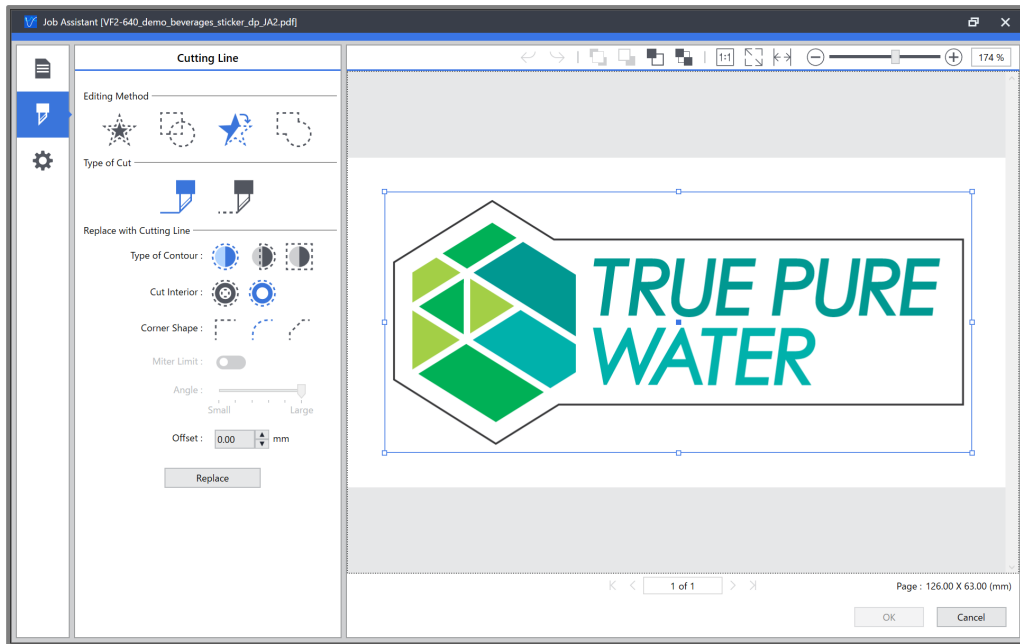 Job Assistant [VF2-640_demo_beverages_sticker_dp_JA2.pdf]
Cutting Line
1:1
174 %
Editing Method
Type of Cut
Replace with Cutting Line
Type of Contour :
Cut Interior :
Corner Shape :
Miter Limit :
Angle :
Small Large
Offset : 0.00 mm
Replace
TRUE PURE
WATER
1 of 1
Page : 126.00 X 63.00 (mm)
OK Cancel